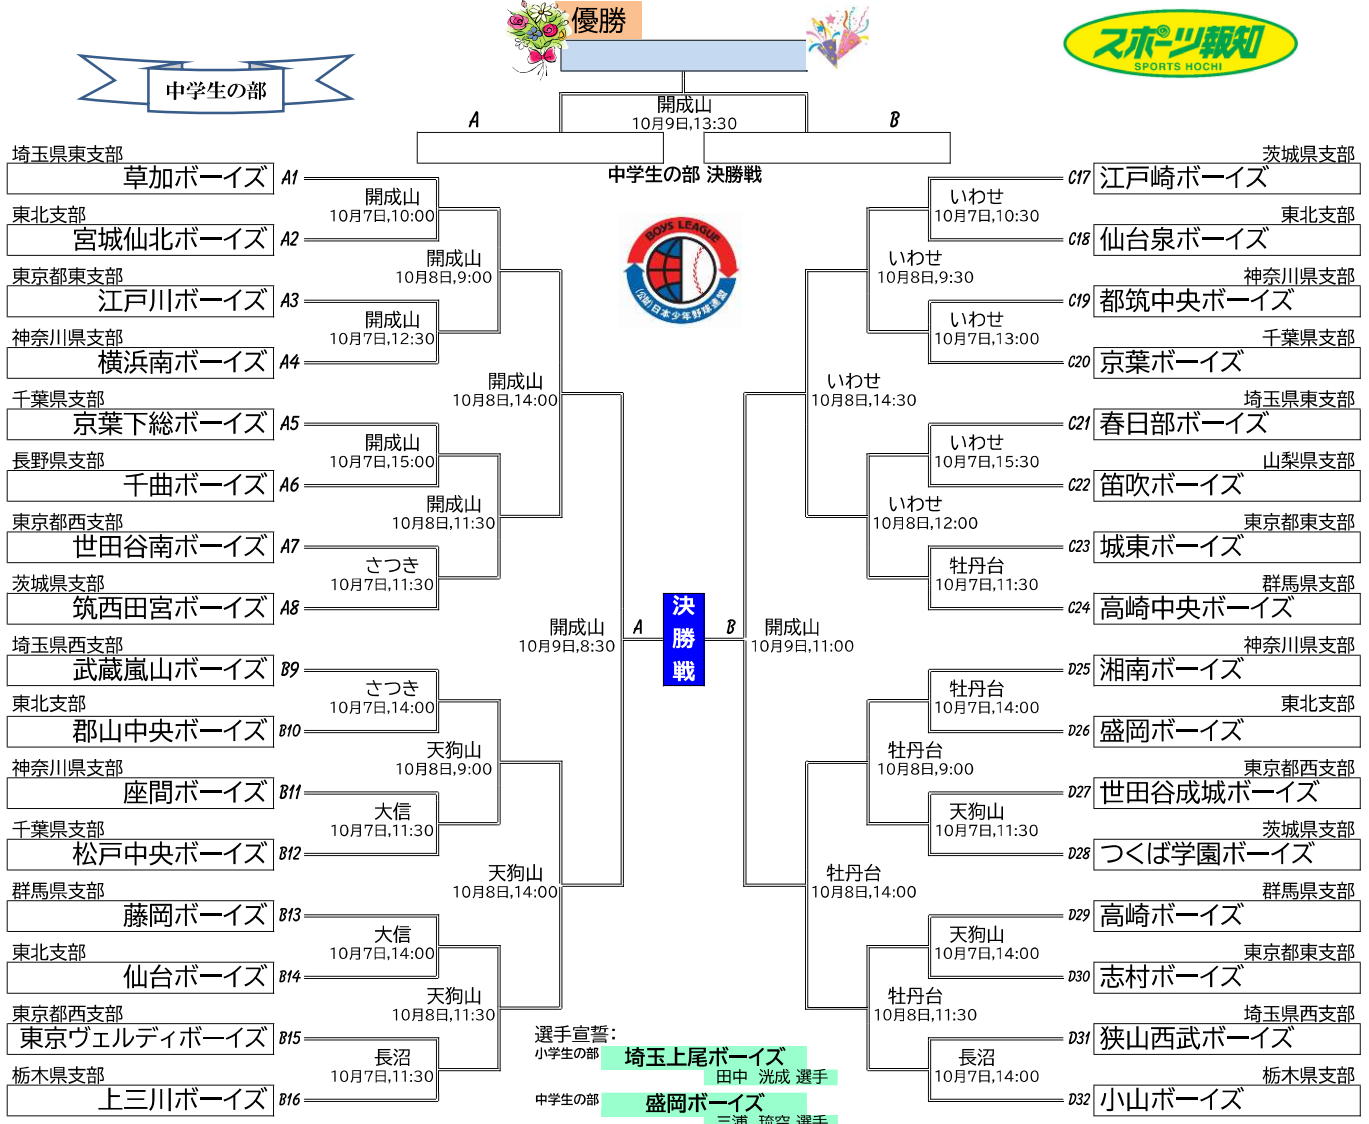 優勝
スポーツ報知
SPORTS HOCHI
中学生の部
開成山
10月9日,13:30
A
B
中学生の部 決勝戦
BOYS LEAGUE
(公財)日本少年野球連盟
埼玉県東支部
草加ボーイズ A1
開成山
10月7日,10:00
東北支部
宮城仙北ボーイズ A2
開成山
10月8日,9:00
東京都東支部
江戸川ボーイズ A3
開成山
10月7日,12:30
神奈川県支部
横浜南ボーイズ A4
開成山
10月8日,14:00
千葉県支部
京葉下総ボーイズ A5
開成山
10月7日,15:00
長野県支部
千曲ボーイズ A6
開成山
10月8日,11:30
東京都西支部
世田谷南ボーイズ A7
さつき
10月7日,11:30
茨城県支部
筑西田宮ボーイズ A8
開成山
10月9日,8:30
A
埼玉県西支部
武蔵嵐山ボーイズ B9
さつき
10月7日,14:00
東北支部
郡山中央ボーイズ B10
天狗山
10月8日,9:00
神奈川県支部
座間ボーイズ B11
大信
10月7日,11:30
千葉県支部
松戸中央ボーイズ B12
天狗山
10月8日,14:00
群馬県支部
藤岡ボーイズ B13
大信
10月7日,14:00
東北支部
仙台ボーイズ B14
天狗山
10月8日,11:30
東京都西支部
東京ヴェルディボーイズ B15
長沼
10月7日,11:30
栃木県支部
上三川ボーイズ B16
決
勝
戦
茨城県支部
C17 江戸崎ボーイズ
いわせ
10月7日,10:30
東北支部
C18 仙台泉ボーイズ
いわせ
10月8日,9:30
神奈川県支部
C19 都筑中央ボーイズ
いわせ
10月7日,13:00
千葉県支部
C20 京葉ボーイズ
いわせ
10月8日,14:30
埼玉県東支部
C21 春日部ボーイズ
いわせ
10月7日,15:30
山梨県支部
C22 笛吹ボーイズ
いわせ
10月8日,12:00
東京都東支部
C23 城東ボーイズ
牡丹台
10月7日,11:30
群馬県支部
C24 高崎中央ボーイズ
B
開成山
10月9日,11:00
神奈川県支部
D25 湘南ボーイズ
牡丹台
10月7日,14:00
東北支部
D26 盛岡ボーイズ
牡丹台
10月8日,9:00
東京都西支部
D27 世田谷成城ボーイズ
天狗山
10月7日,11:30
茨城県支部
D28 つくば学園ボーイズ
牡丹台
10月8日,14:00
群馬県支部
D29 高崎ボーイズ
天狗山
10月7日,14:00
東京都東支部
D30 志村ボーイズ
牡丹台
10月8日,11:30
埼玉県西支部
D31 狭山西武ボーイズ
長沼
10月7日,14:00
栃木県支部
D32 小山ボーイズ
選手宣誓：
小学生の部 埼玉上尾ボーイズ
田中 洸成 選手
中学生の部 盛岡ボーイズ
三浦 琉空 選手